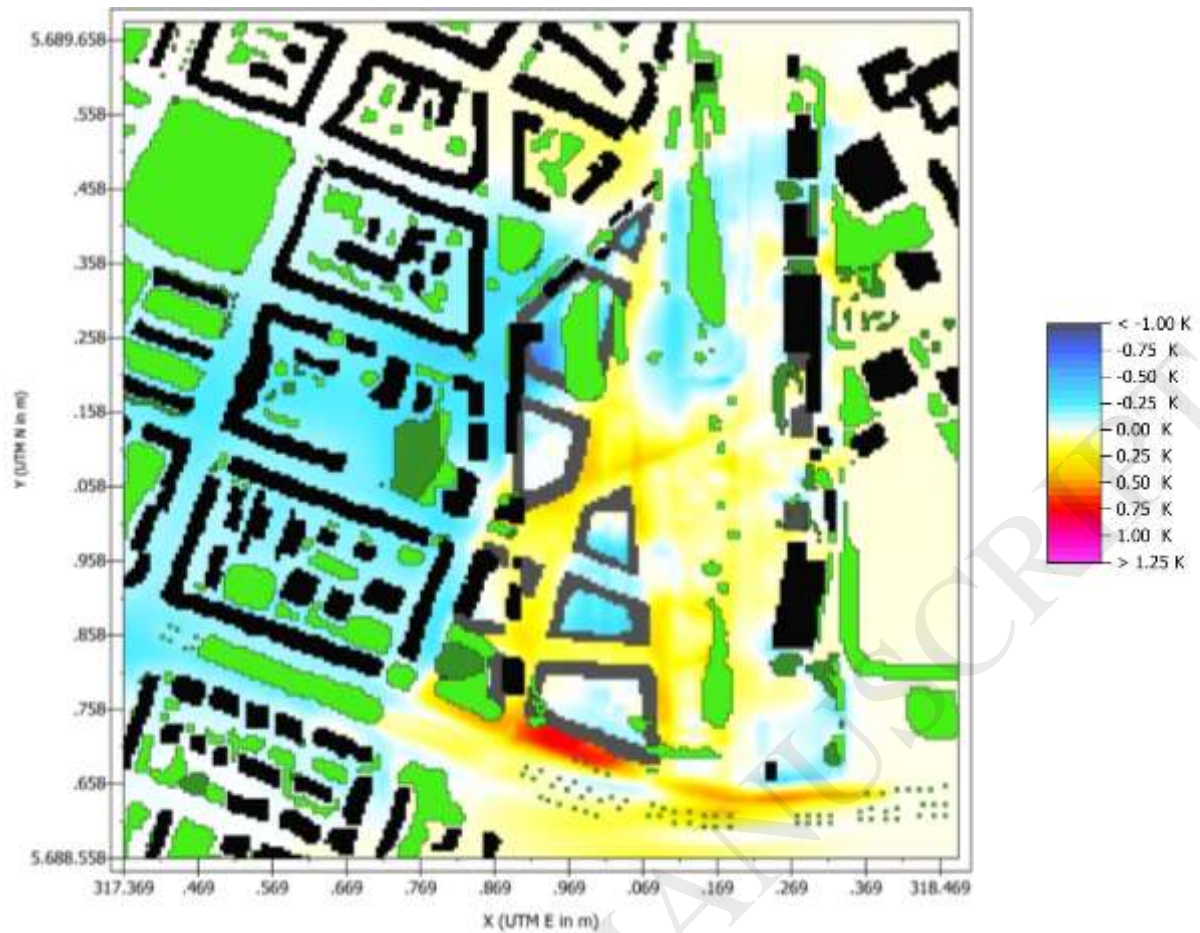 5.689.658
.558
.458
.358
.258
.158
.058
.958
.858
.758
.658
5.688.558
Y (UTM N in m)
317.369 .469 .569 .669 .769 .869 .969 .069 .169 .269 .369 318.469
X (UTM E in m)
< -1.00 K
-0.75 K
-0.50 K
-0.25 K
0.00 K
0.25 K
0.50 K
0.75 K
1.00 K
> 1.25 K
MANUSCRIPT